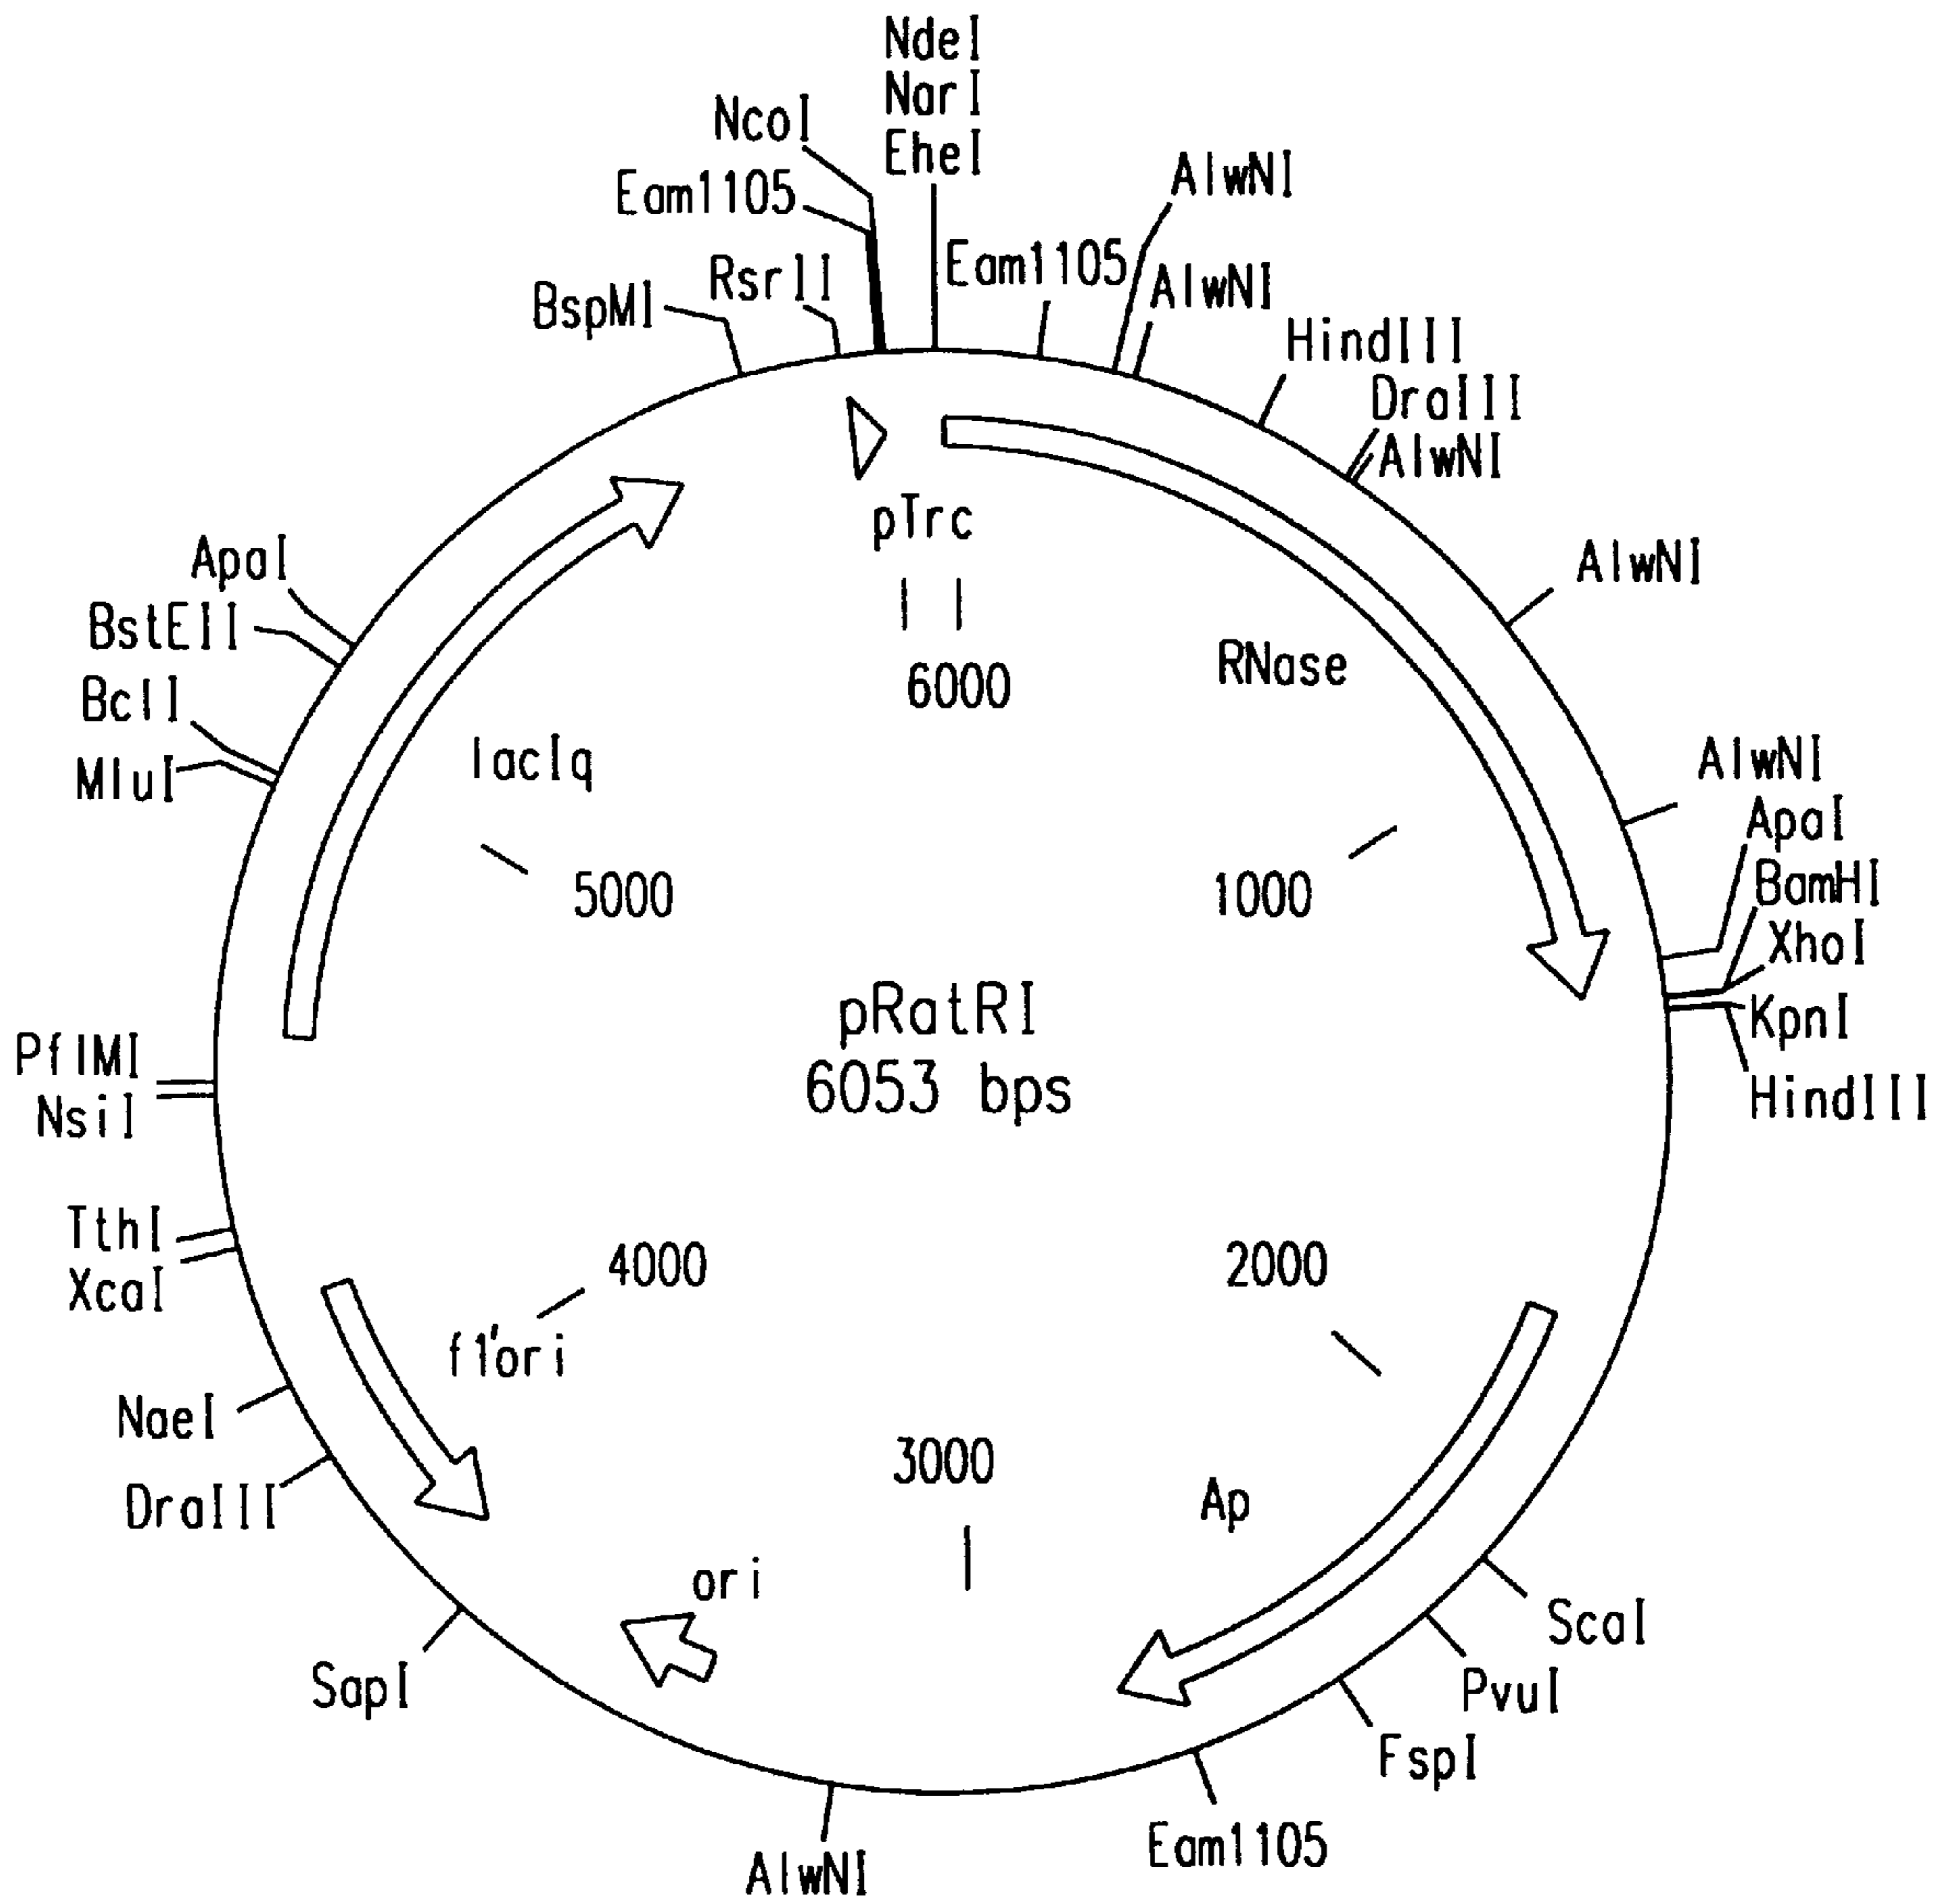 NdeI
NarI
EheI
NcoI
Eam1105
RsrII
BspMI
Eam1105
AlwNI
AlwNI
HindIII
DraIII
AlwNI
AlwNI
AlwNI
ApaI
BamHI
XhoI
KpnI
HindIII
ApaI
BstEII
BclI
MluI
PflMI
NsiI
TthI
XcaI
NaeI
DraIII
SapI
AlwNI
Eam1105
FspI
PvuI
ScaI
pTrc
6000
RNase
lacIq
5000
1000
pRatRI
6053 bps
4000
2000
f1'ori
3000
Ap
ori